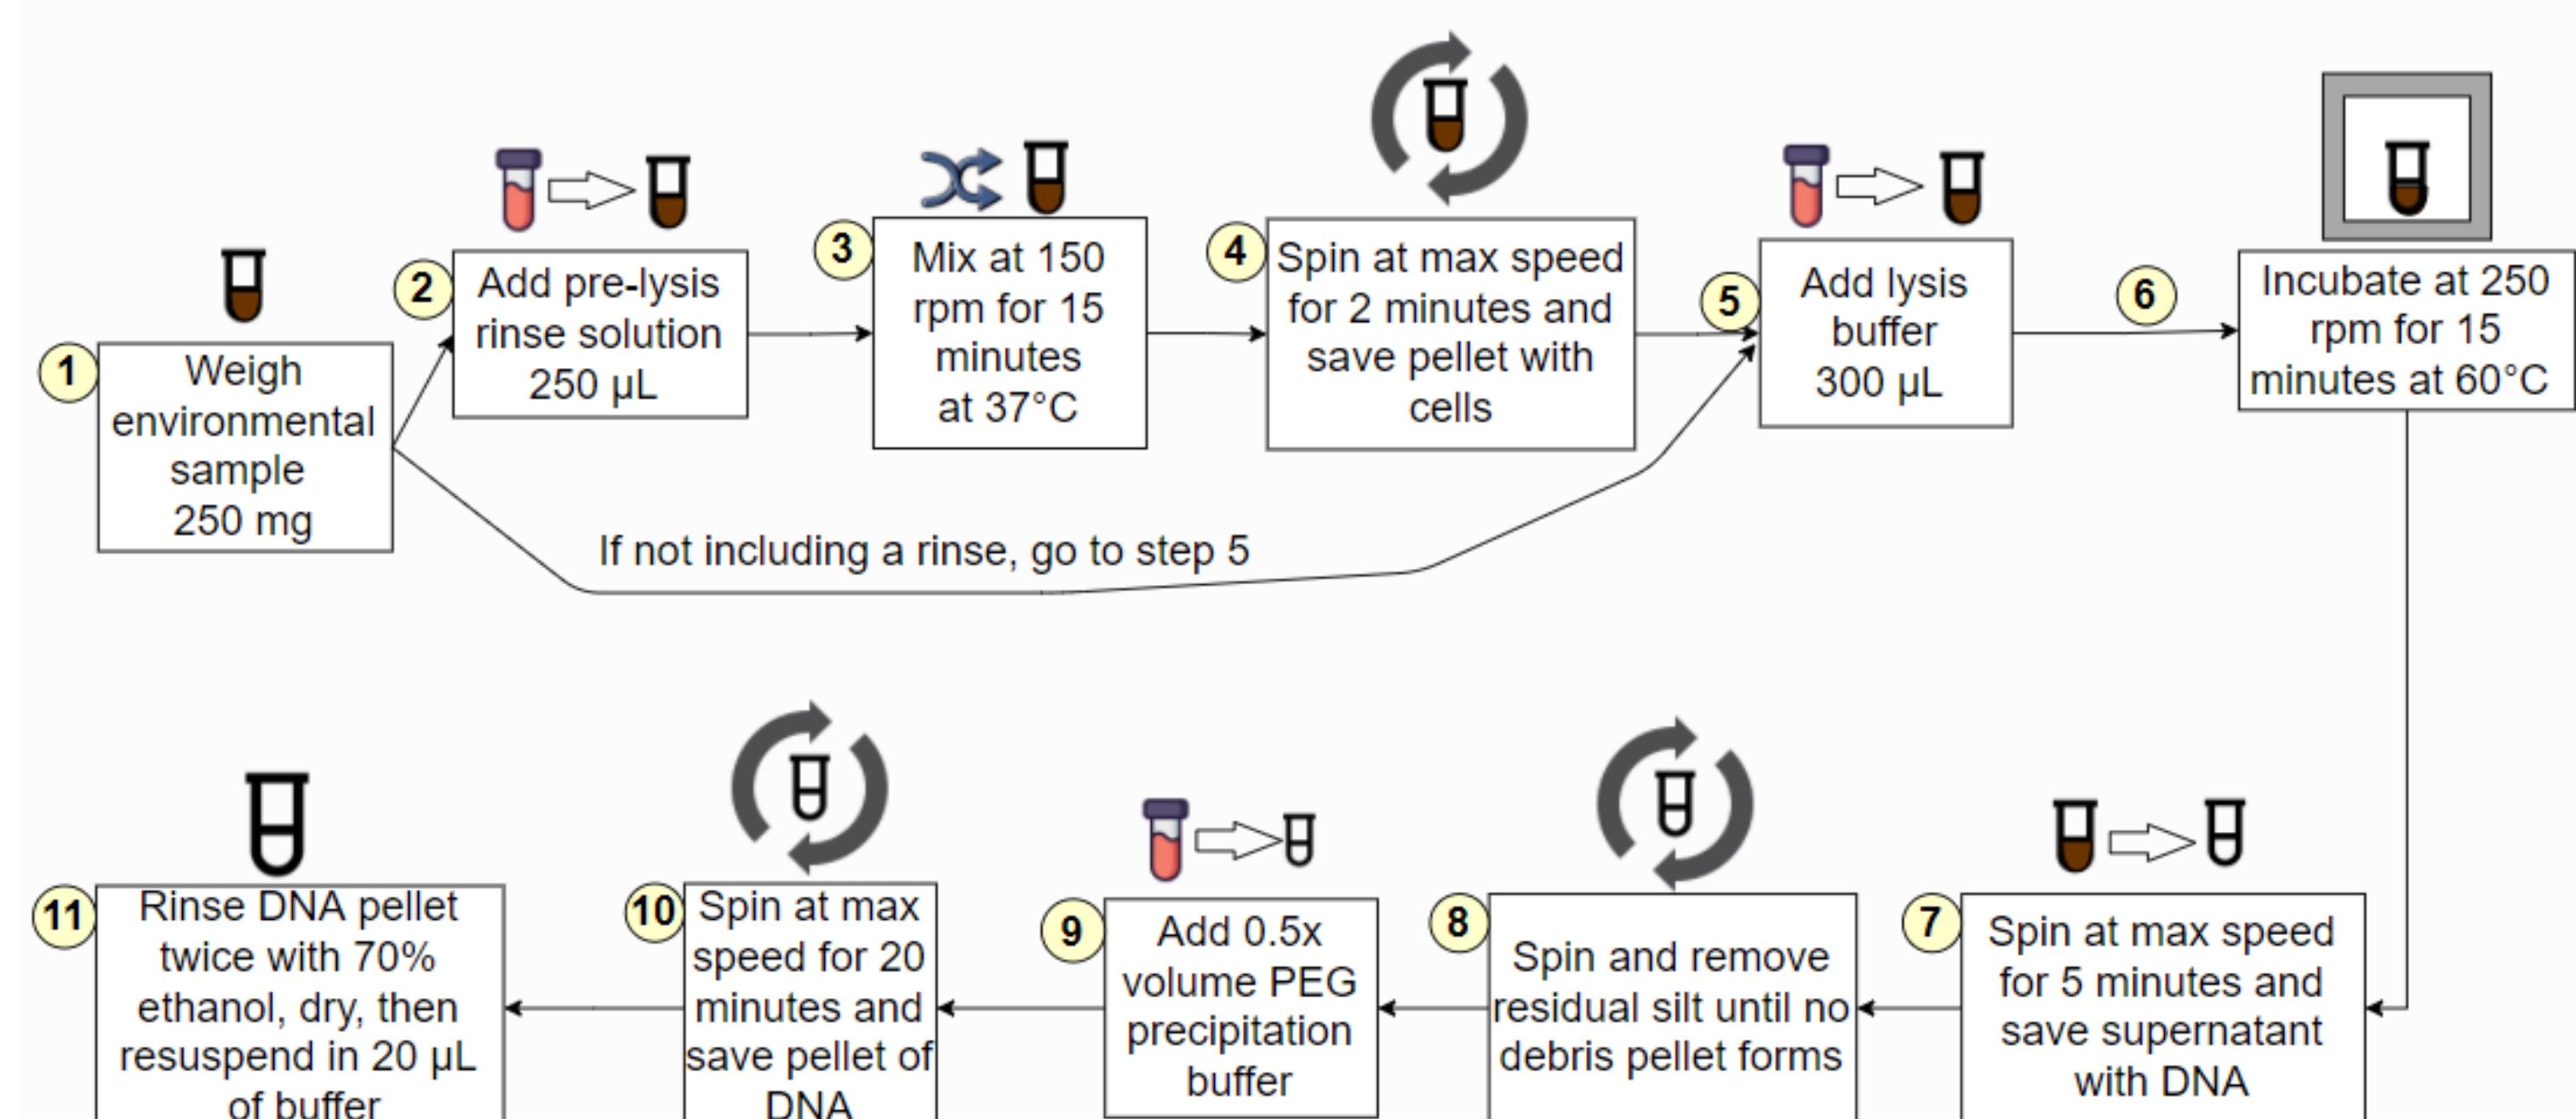 1
Weigh
environmental
sample
250 mg
2
Add pre-lysis
rinse solution
250 µL
3
Mix at 150
rpm for 15
minutes
at 37°C
4
Spin at max speed
for 2 minutes and
save pellet with
cells
If not including a rinse, go to step 5
5
Add lysis
buffer
300 µL
6
Incubate at 250
rpm for 15
minutes at 60°C
7
Spin at max speed
for 5 minutes and
save supernatant
with DNA
8
Spin and remove
residual silt until no
debris pellet forms
9
Add 0.5x
volume PEG
precipitation
buffer
10
Spin at max
speed for 20
minutes and
save pellet of
DNA
11
Rinse DNA pellet
twice with 70%
ethanol, dry, then
resuspend in 20 µL
of buffer